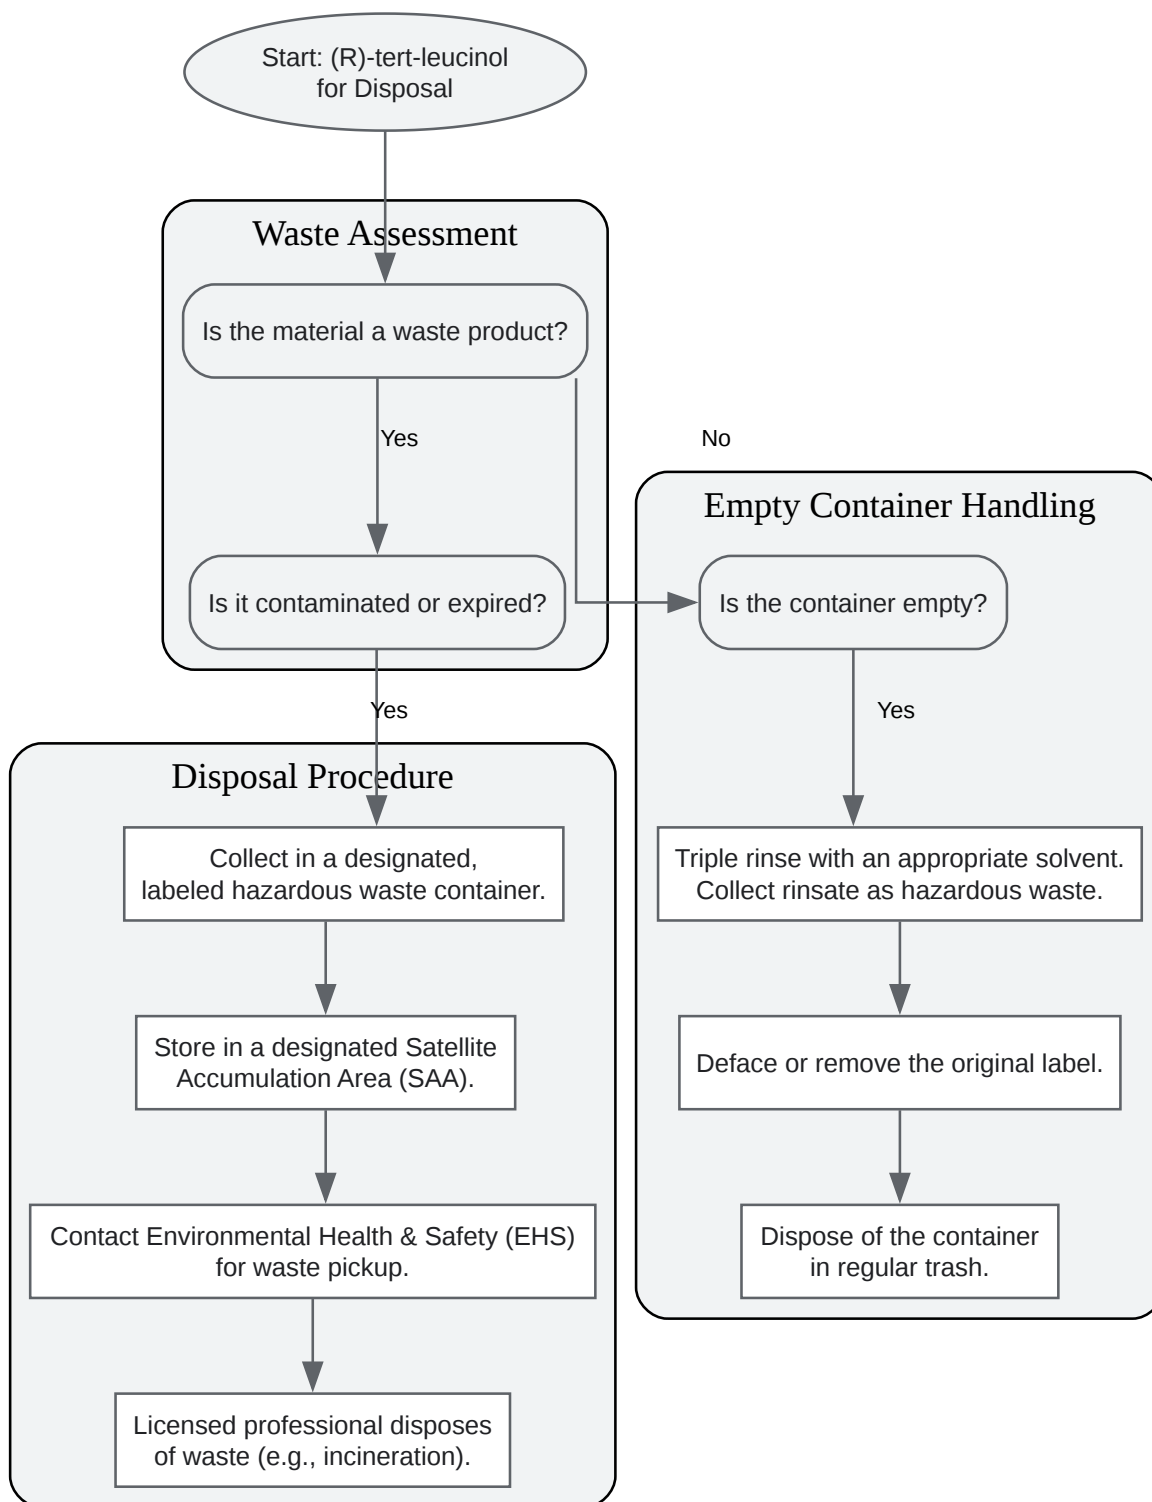 Start: (R)-tert-leucinol
for Disposal
Waste Assessment
Is the material a waste product?
Yes
No
Is it contaminated or expired?
Yes
Empty Container Handling
Is the container empty?
Yes
Triple rinse with an appropriate solvent.
Collect rinsate as hazardous waste.
Deface or remove the original label.
Dispose of the container
in regular trash.
Disposal Procedure
Collect in a designated,
labeled hazardous waste container.
Store in a designated Satellite
Accumulation Area (SAA).
Contact Environmental Health & Safety (EHS)
for waste pickup.
Licensed professional disposes
of waste (e.g., incineration).